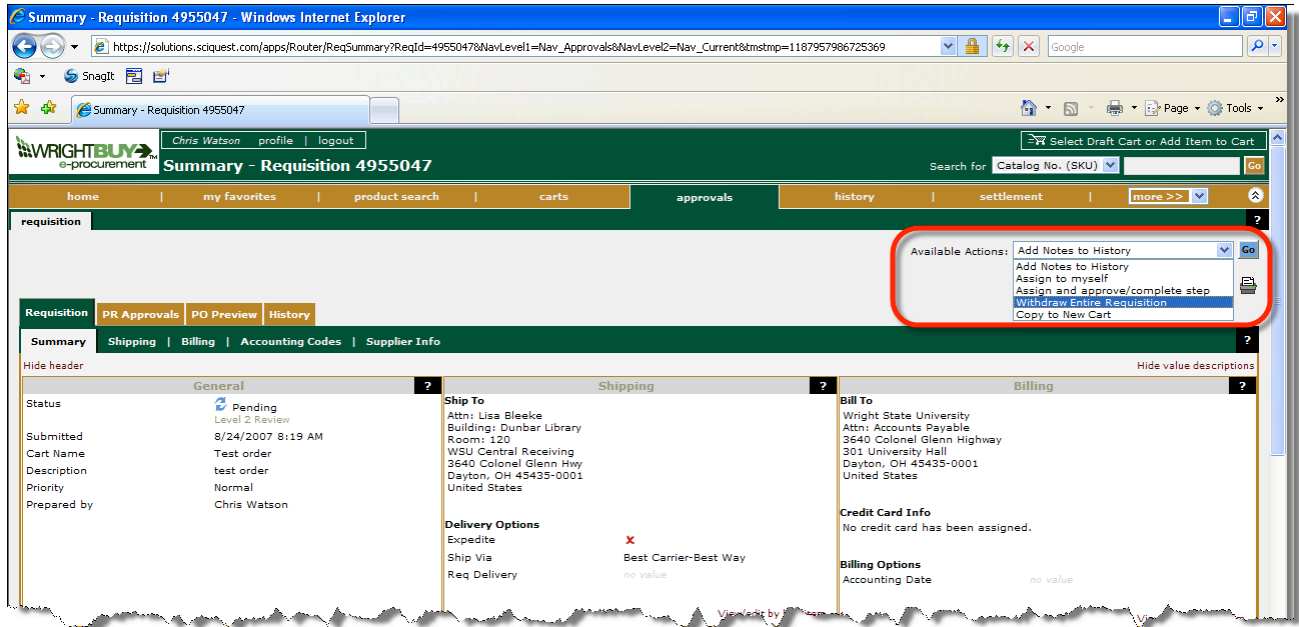 Summary - Requisition 4955047 - Windows Internet Explorer
https://solutions.sciquest.com/apps/Router/ReqSummary?ReqId=4955047&NavLevel1=Nav_Approvals&NavLevel2=Nav_Current&tmstmp=1187957986725369
Google
SnagIt
Summary - Requisition 4955047
Page Tools
WRIGHTBUY TM
e-procurement
Chris Watson profile | logout
Select Draft Cart or Add Item to Cart
Summary - Requisition 4955047
Search for Catalog No. (SKU) Go
home | my favorites | product search | carts approvals history | settlement | more >>
requisition ?
Available Actions: Add Notes to History Go
Add Notes to History
Assign to myself
Assign and approve/complete step
Withdraw Entire Requisition
Copy to New Cart
Requisition PR Approvals PO Preview History
Summary Shipping | Billing | Accounting Codes | Supplier Info ?
Hide header Hide value descriptions
General ?
Status Pending
Level 2 Review
Submitted 8/24/2007 8:19 AM
Cart Name Test order
Description test order
Priority Normal
Prepared by Chris Watson
Shipping ?
Ship To
Attn: Lisa Bleeke
Building: Dunbar Library
Room: 120
WSU Central Receiving
3640 Colonel Glenn Hwy
Dayton, OH 45435-0001
United States
Delivery Options
Expedite x
Ship Via Best Carrier-Best Way
Req Delivery no value
View/edit by
Billing ?
Bill To
Wright State University
Attn: Accounts Payable
3640 Colonel Glenn Highway
301 University Hall
Dayton, OH 45435-0001
United States
Credit Card Info
No credit card has been assigned.
Billing Options
Accounting Date no value